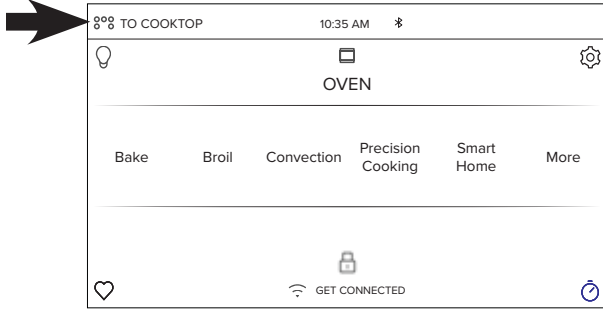 TO COOKTOP 10:35 AM
OVEN
Bake Broil Convection Precision Cooking Smart Home More
GET CONNECTED